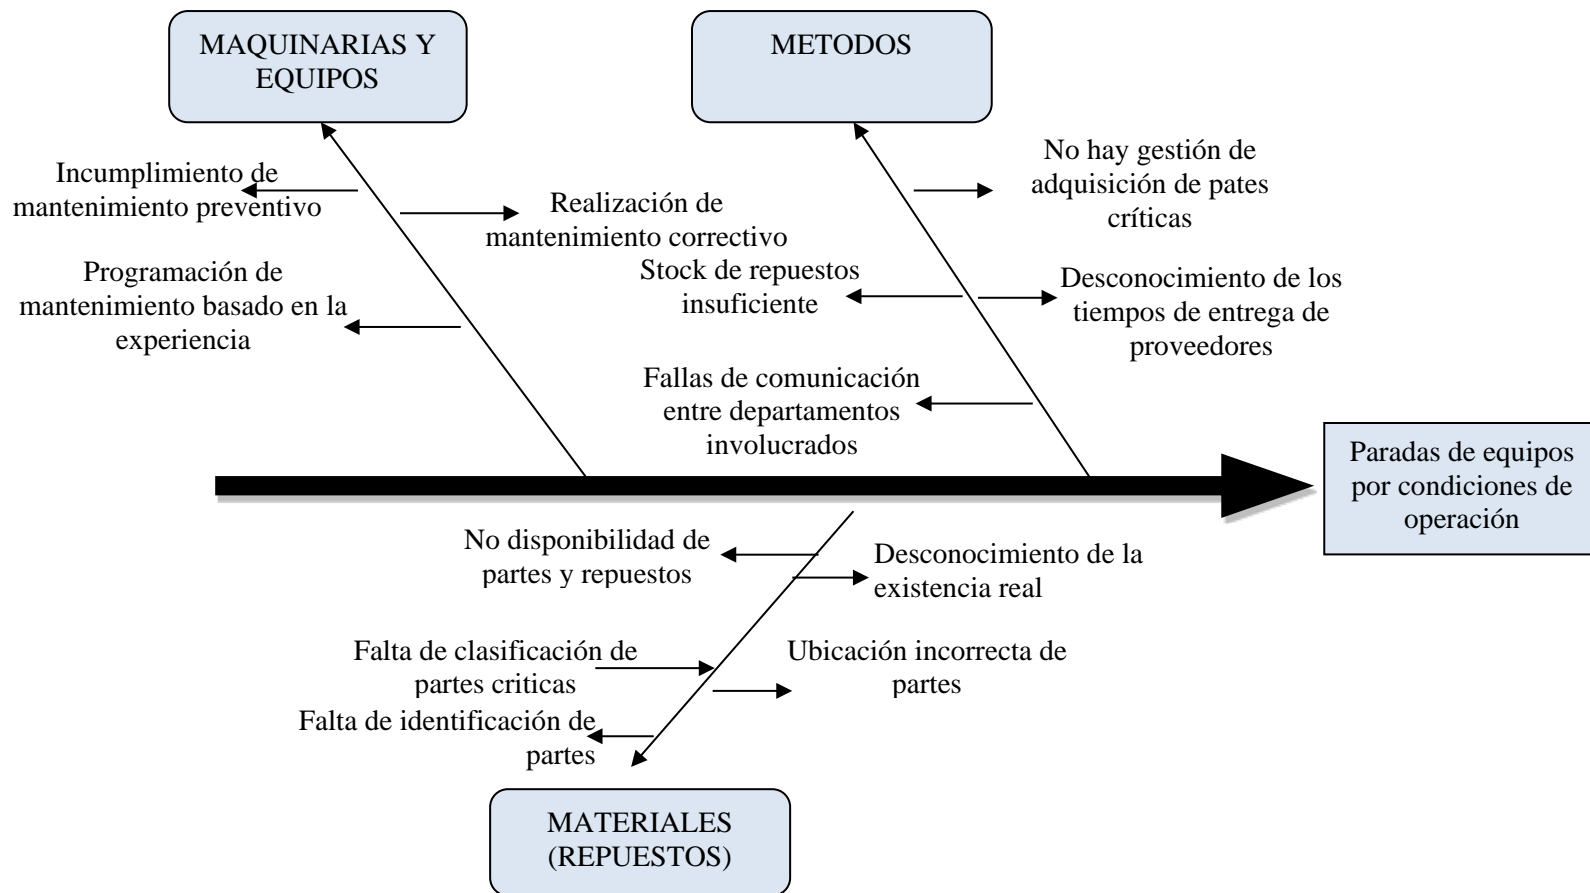 MAQUINARIAS Y
EQUIPOS
METODOS
Incumplimiento de
mantenimiento preventivo
Realización de
mantenimiento correctivo
Programación de
mantenimiento basado en la
experiencia
No hay gestión de
adquisición de pates
críticas
Stock de repuestos
insuficiente
Desconocimiento de los
tiempos de entrega de
proveedores
Fallas de comunicación
entre departamentos
involucrados
Paradas de equipos
por condiciones de
operación
No disponibilidad de
partes y repuestos
Desconocimiento de la
existencia real
Falta de clasificación de
partes criticas
Ubicación incorrecta de
partes
Falta de identificación de
partes
MATERIALES
(REPUESTOS)